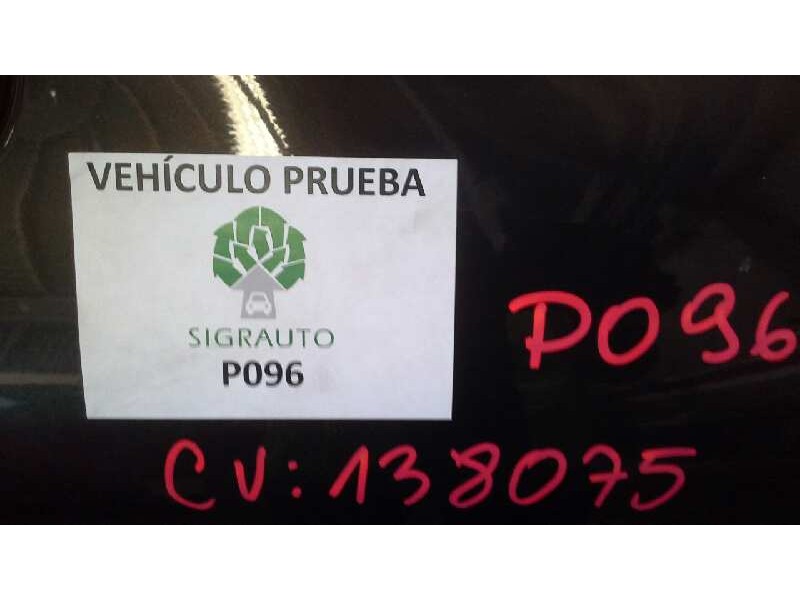 VEHÍCULO PRUEBA
SIGRAUTO
P096
P096
CV: 138075